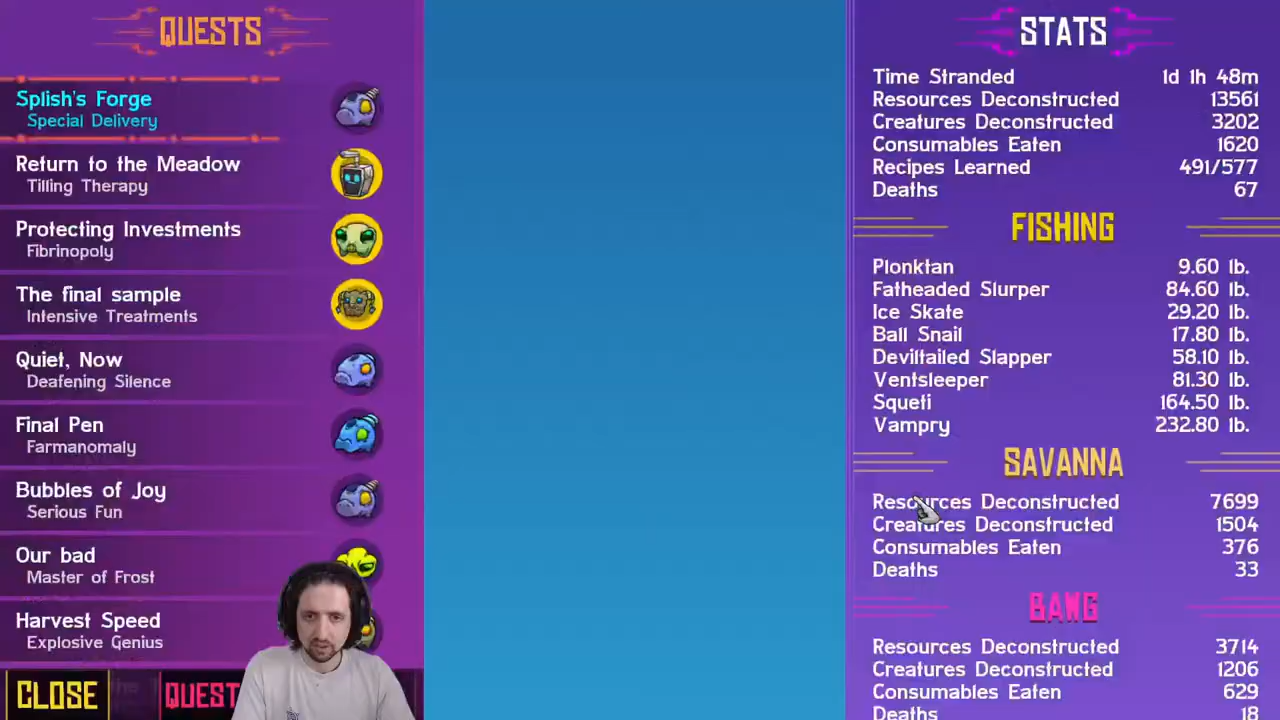 QUESTS
Splish's Forge
Special Delivery
Return to the Meadow
Tilling Therapy
Protecting Investments
Fibrinopoly
The final sample
Intensive Treatments
Quiet, Now
Deafening Silence
Final Pen
Farmanomaly
Bubbles of Joy
Serious Fun
Our bad
Master of Frost
Harvest Speed
Explosive Genius
CLOSE
QUEST
STATS
Time Stranded 1d 1h 48m
Resources Deconstructed 13561
Creatures Deconstructed 3202
Consumables Eaten 1620
Recipes Learned 491/577
Deaths 67
FISHING
Plonktan 9.60 lb.
Fatheaded Slurper 84.60 lb.
Ice Skate 29.20 lb.
Ball Snail 17.80 lb.
Deviltailed Slapper 58.10 lb.
Ventsleeper 81.30 lb.
Squeti 164.50 lb.
Vampry 232.80 lb.
SAVANNA
Resources Deconstructed 7699
Creatures Deconstructed 1504
Consumables Eaten 376
Deaths 33
BAWG
Resources Deconstructed 3714
Creatures Deconstructed 1206
Consumables Eaten 629
Deaths 18